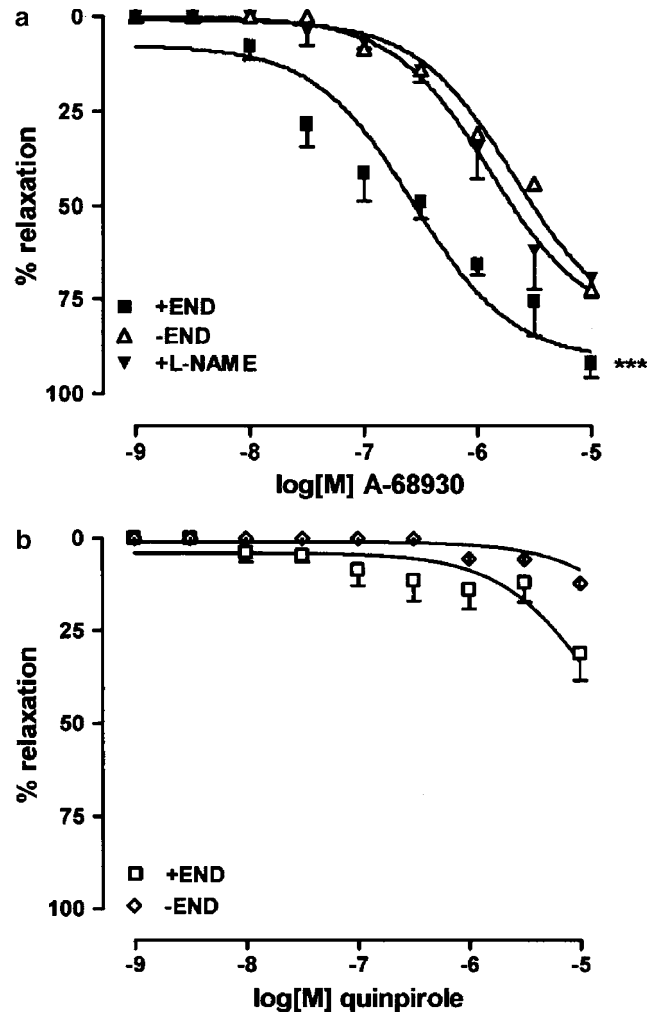 a
0
25
50
75
100
% relaxation
+END
-END
+L-NAME
***
-9 -8 -7 -6 -5
log[M] A-68930
b
0
25
50
75
100
% relaxation
+END
-END
-9 -8 -7 -6 -5
log[M] quinpirole